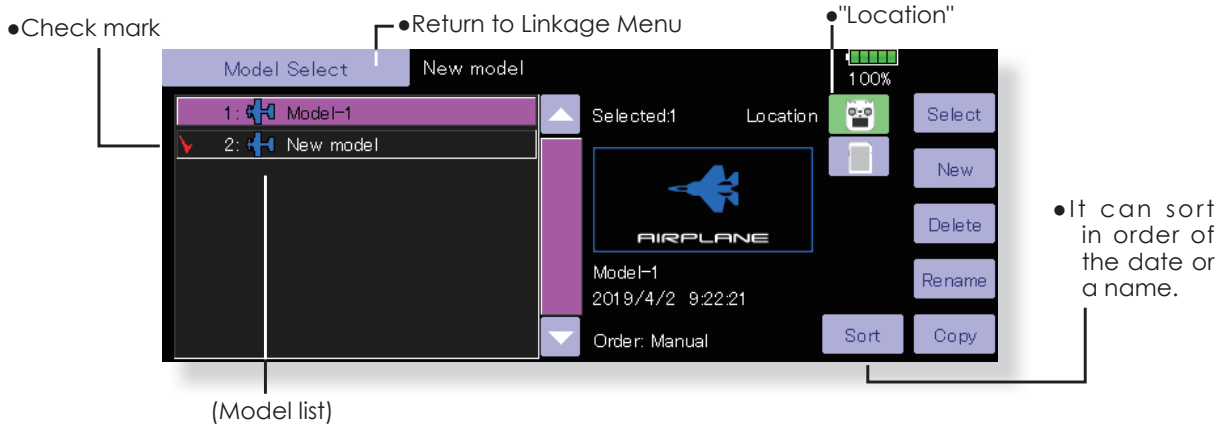 ●Check mark
●Return to Linkage Menu
●"Location"
Model Select
New model
100%
1: Model-1
2: New model
Selected:1
Location
Select
New
Delete
Rename
AIRPLANE
Model-1
2019/4/2 9:22:21
Order: Manual
Sort
Copy
●It can sort
in order of
the date or
a name.
(Model list)